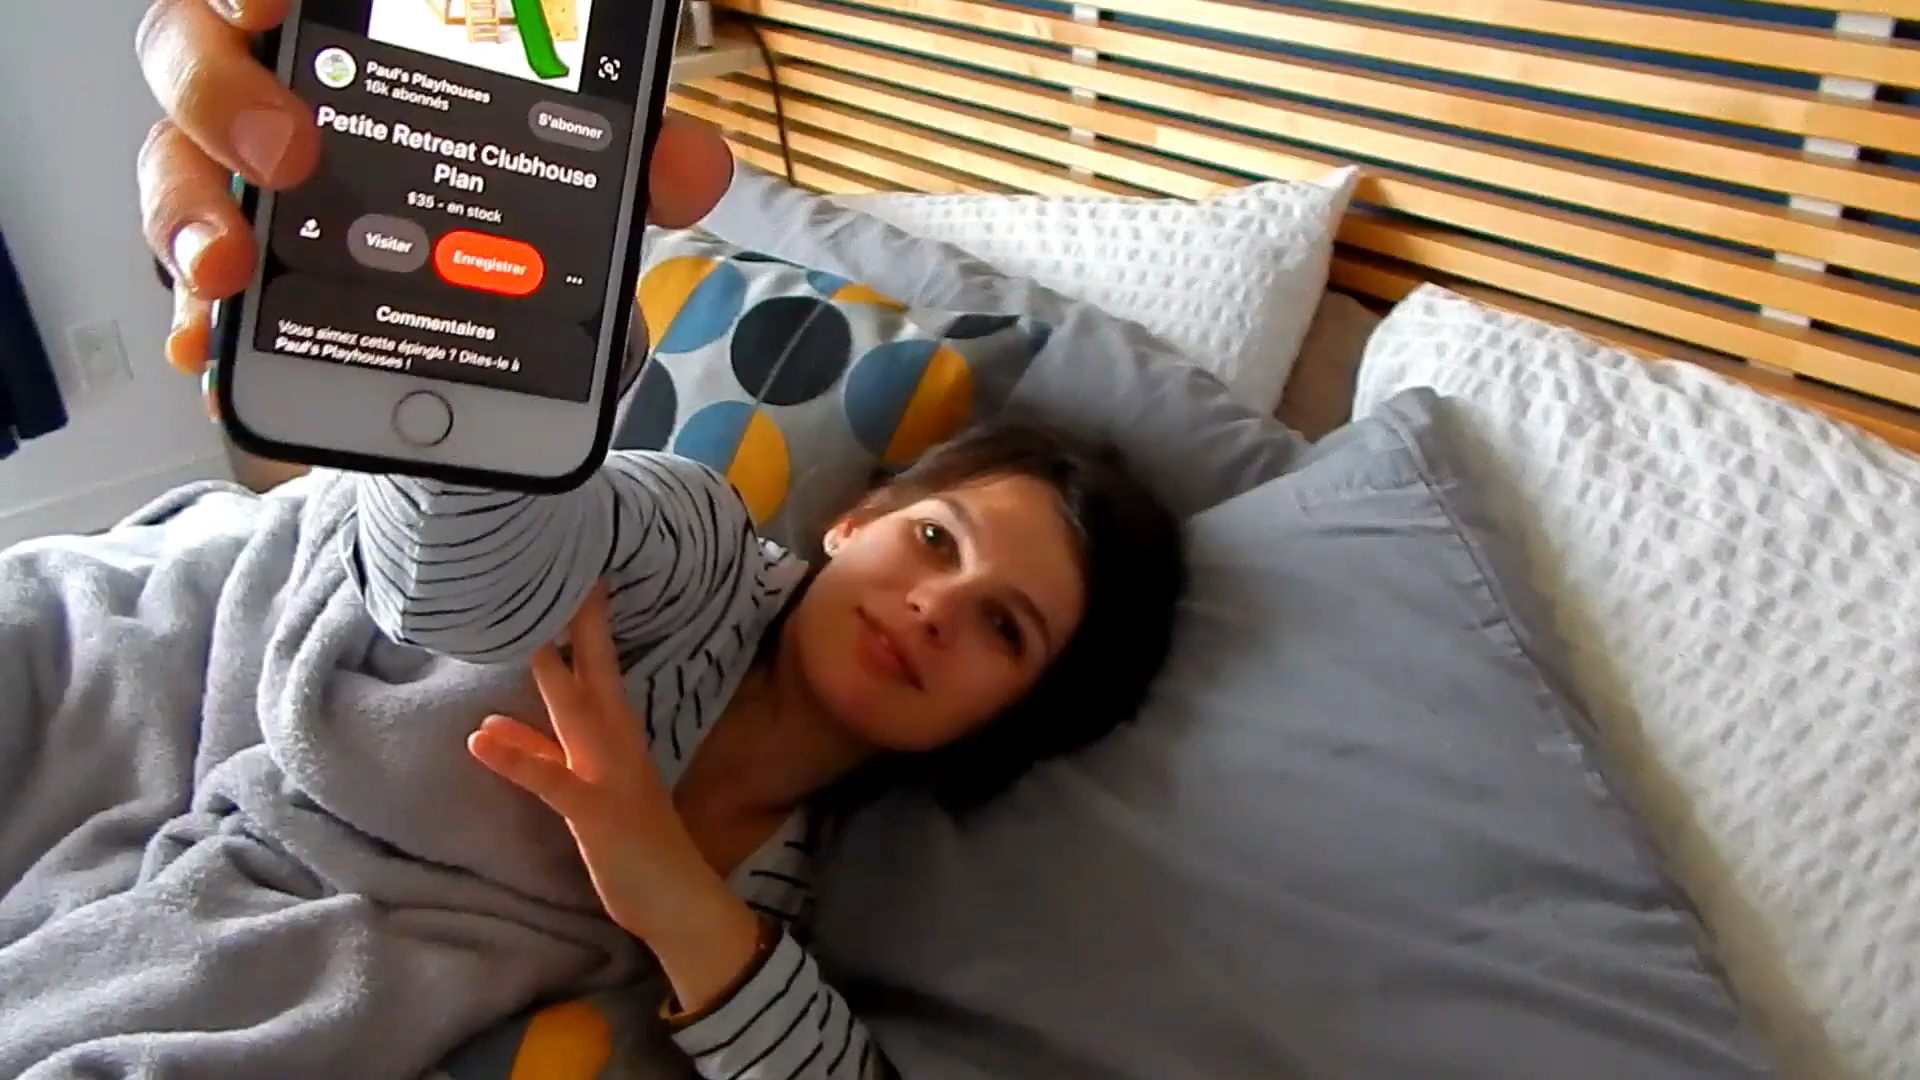 Paul's Playhouses
16k abonnés
S'abonner
Petite Retreat Clubhouse
Plan
$35 - en stock
Visiter
Enregistrer
Commentaires
Vous aimez cette épingle ? Dites-le à
Paul's Playhouses !